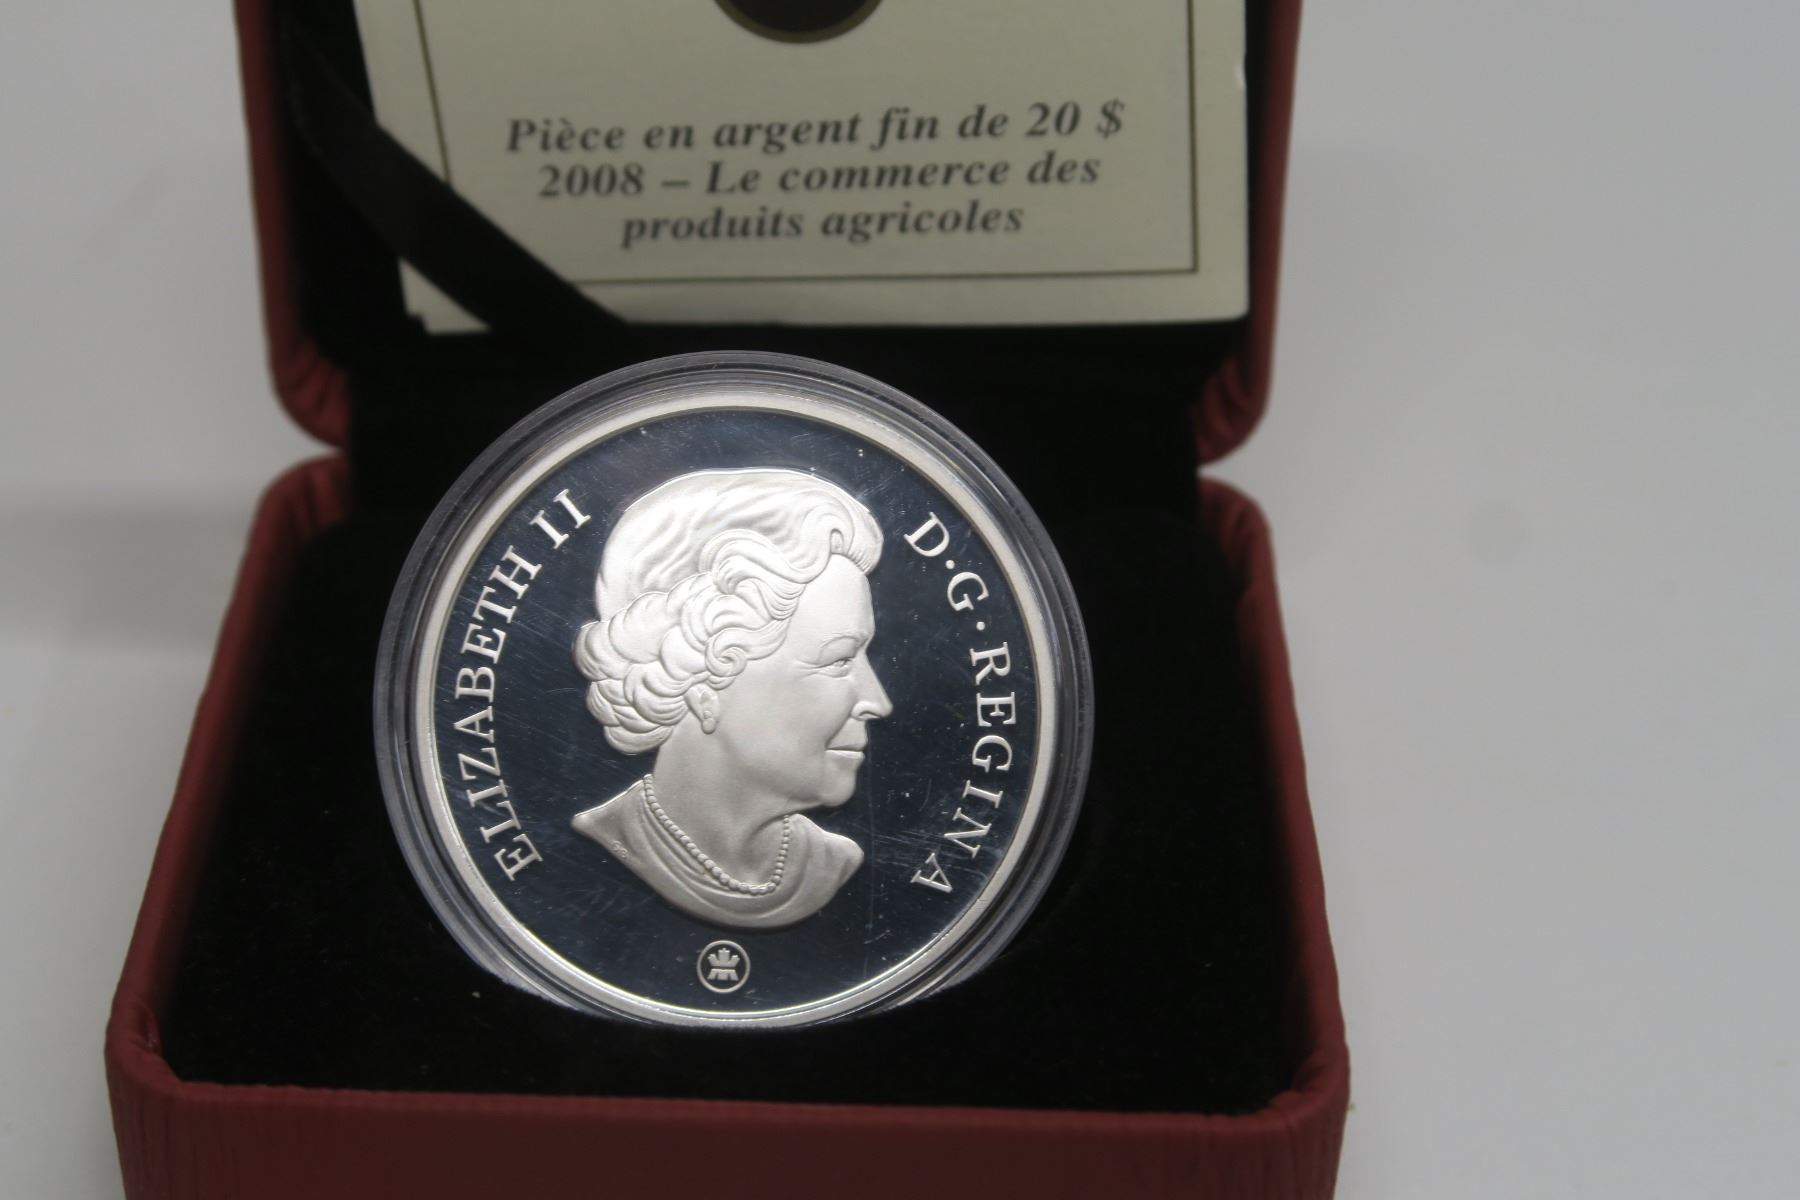 Pièce en argent fin de 20 $
2008 – Le commerce des
produits agricoles
ELIZABETH II
D·G·REGINA